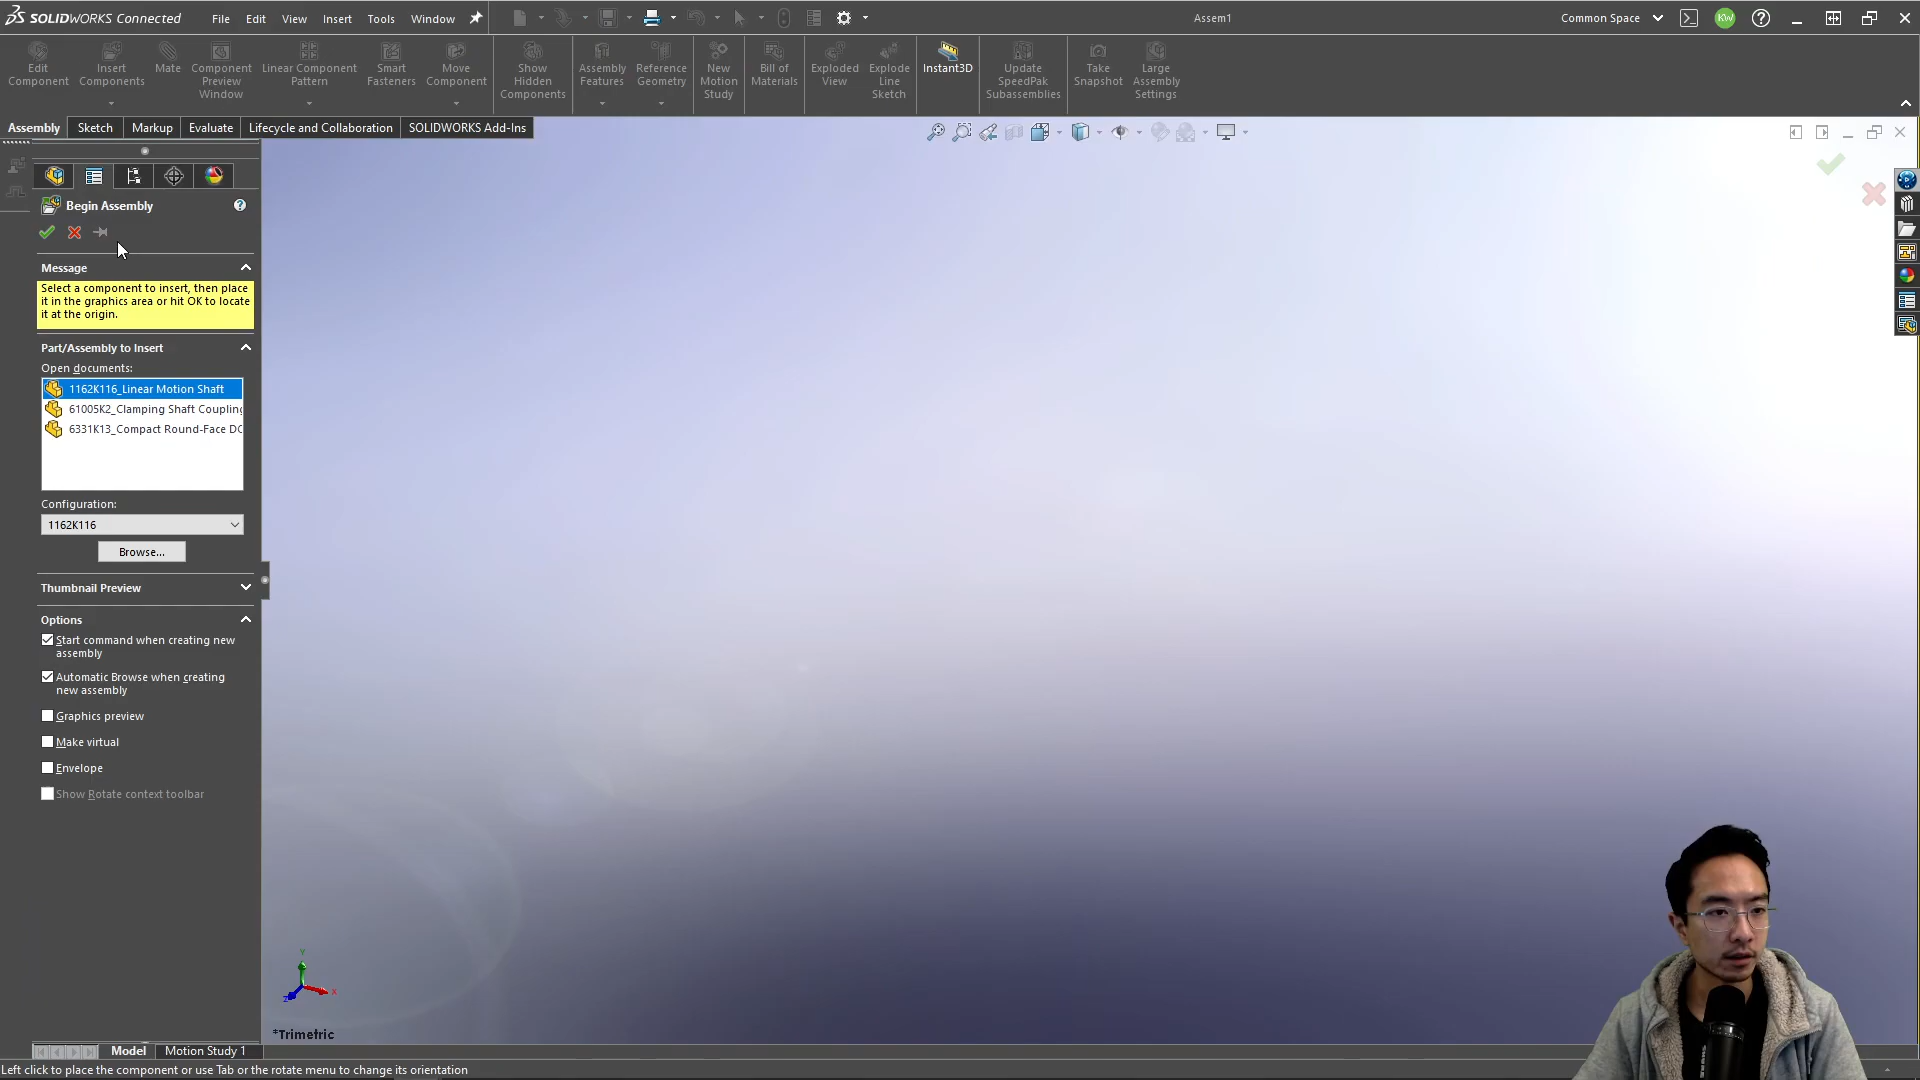 SOLIDWORKS Connected
File Edit View Insert Tools Window
Assem1
Common Space
KW
Edit Component
Insert Components
Mate
Component Preview Window
Linear Component Pattern
Smart Fasteners
Move Component
Show Hidden Components
Assembly Features
Reference Geometry
New Motion Study
Bill of Materials
Exploded View
Explode Line Sketch
Instant3D
Update SpeedPak Subassemblies
Take Snapshot
Large Assembly Settings
Assembly Sketch Markup Evaluate Lifecycle and Collaboration SOLIDWORKS Add-Ins
Begin Assembly
Message
Select a component to insert, then place
it in the graphics area or hit OK to locate
it at the origin.
Part/Assembly to Insert
Open documents:
1162K116_Linear Motion Shaft
61005K2_Clamping Shaft Coupling
6331K13_Compact Round-Face DC
Configuration:
1162K116
Browse...
Thumbnail Preview
Options
Start command when creating new
assembly
Automatic Browse when creating
new assembly
Graphics preview
Make virtual
Envelope
Show Rotate context toolbar
Y
X
Z
*Trimetric
Model Motion Study 1
Left click to place the component or use Tab or the rotate menu to change its orientation